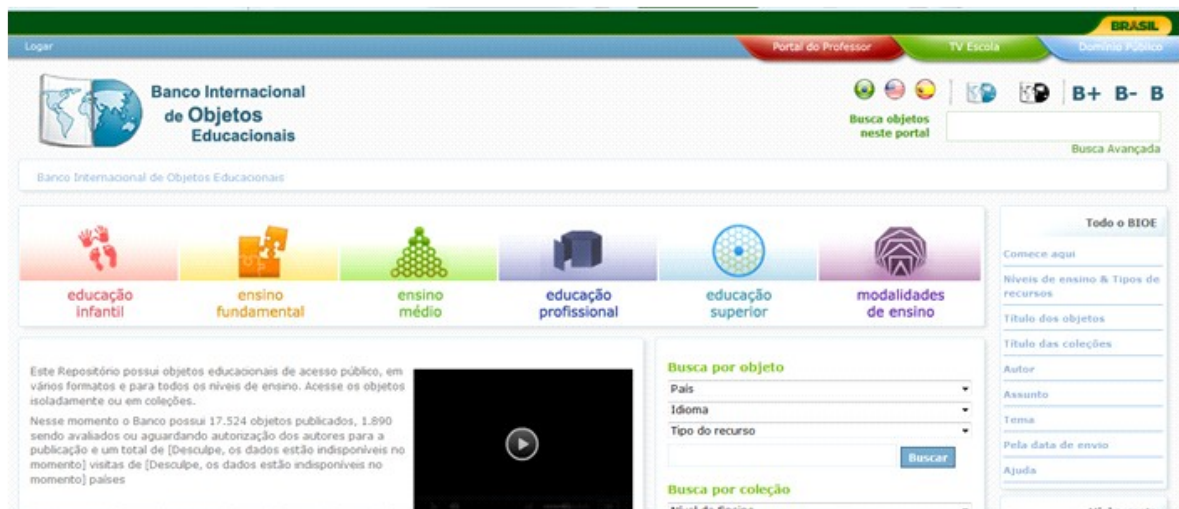 BRASIL
Logar
Portal do Professor
TV Escola
Domínio Público
Banco Internacional
de Objetos
Educacionais
B+ B- B
Busca objetos
neste portal
Busca Avançada
Banco Internacional de Objetos Educacionais
educação
infantil
ensino
fundamental
ensino
médio
educação
profissional
educação
superior
modalidades
de ensino
Este Repositório possui objetos educacionais de acesso público, em
vários formatos e para todos os níveis de ensino. Acesse os objetos
isoladamente ou em coleções.
Nesse momento o Banco possui 17.524 objetos publicados, 1.890
sendo avaliados ou aguardando autorização dos autores para a
publicação e um total de [Desculpe, os dados estão indisponíveis no
momento] visitas de [Desculpe, os dados estão indisponíveis no
momento] países
Busca por objeto
País
Idioma
Tipo do recurso
Buscar
Busca por coleção
Todo o BIOE
Comece aqui
Níveis de ensino & Tipos de
recursos
Título dos objetos
Título das coleções
Autor
Assunto
Tema
Pela data de envio
Ajuda